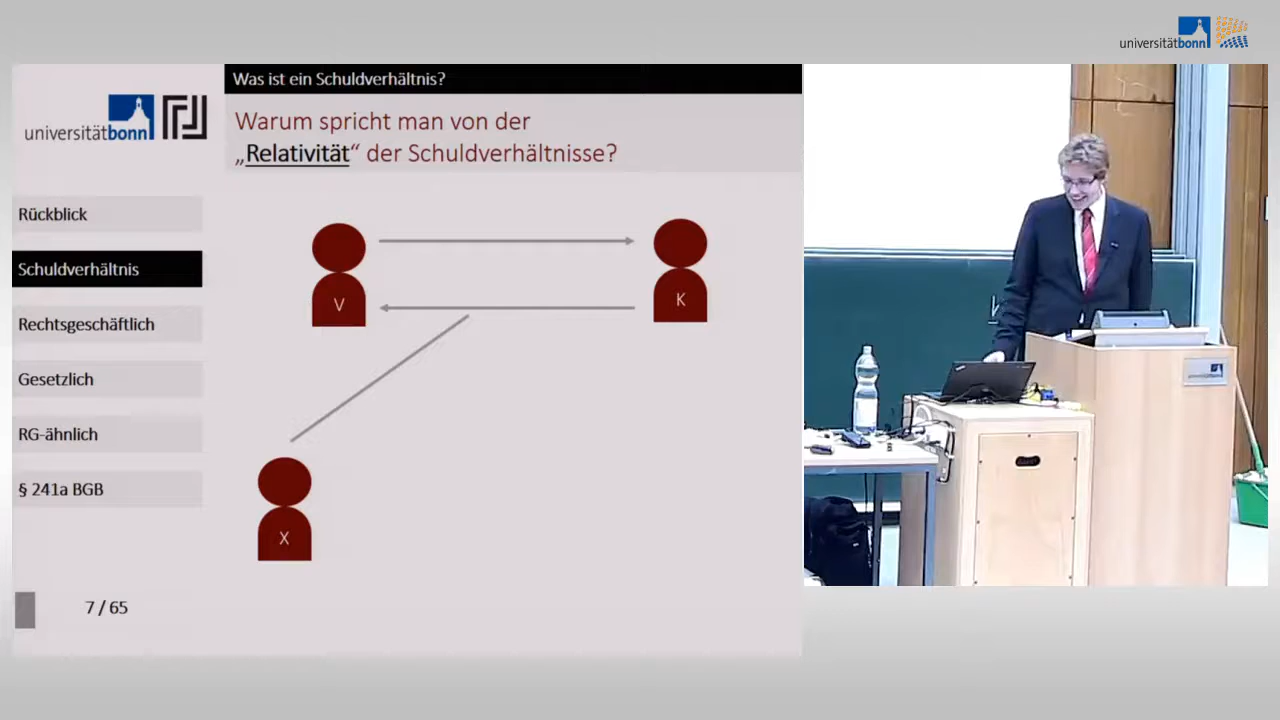 universitätbonn
Was ist ein Schuldverhältnis?
universitätbonn
Warum spricht man von der
„Relativität“ der Schuldverhältnisse?
Rückblick
Schuldverhältnis
Rechtsgeschäftlich
Gesetzlich
RG-ähnlich
§ 241a BGB
V
K
X
7 / 65